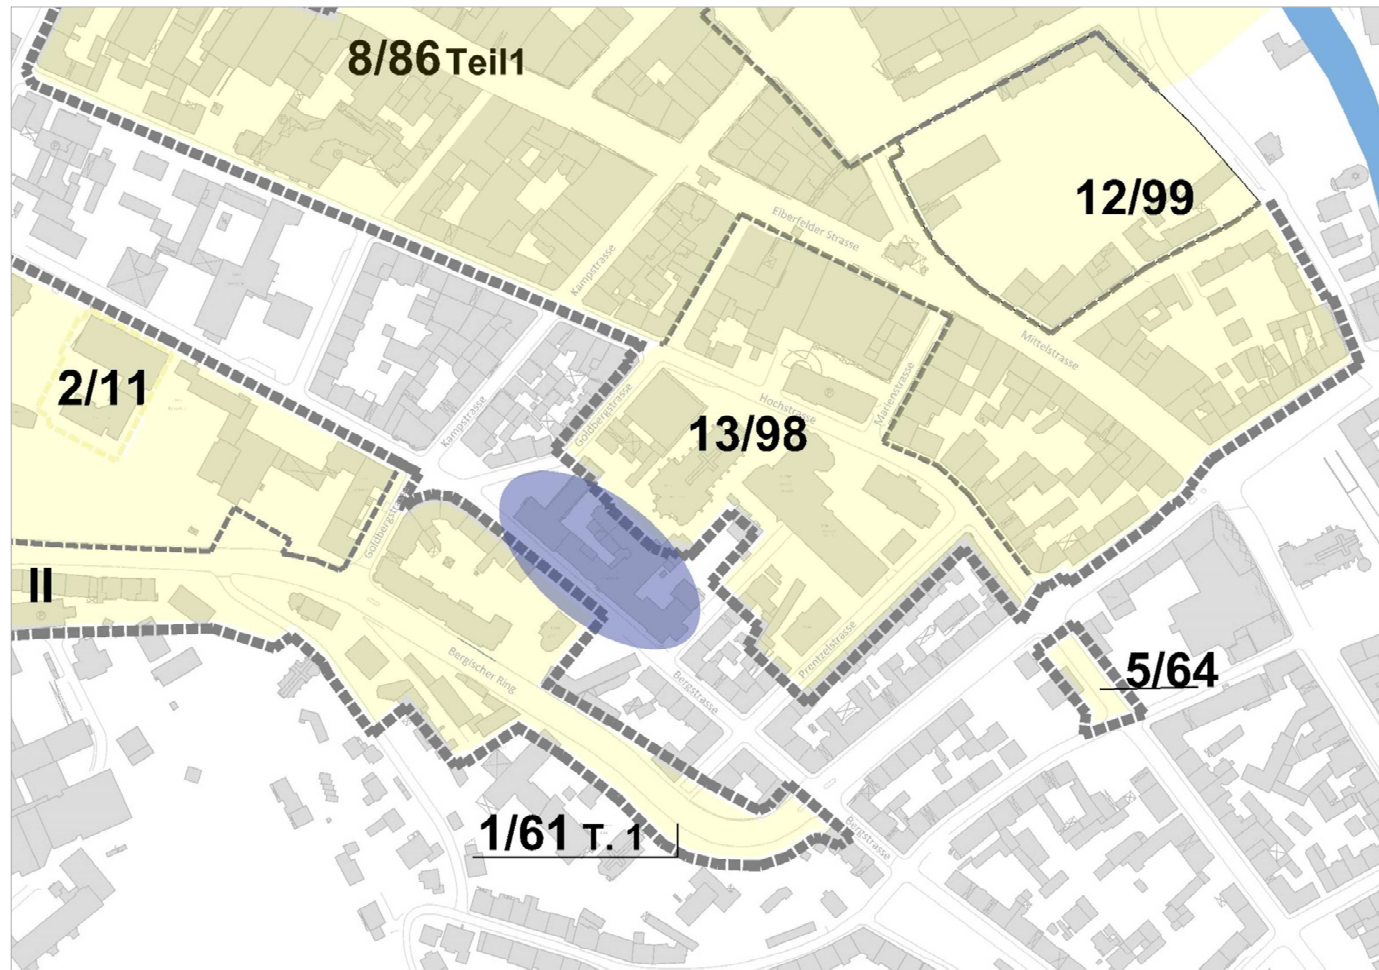 8/86 Teil1
12/99
Elberfelder Strasse
Kampstrasse
Mittelstrasse
2/11
Goldbergstrasse
Hochstrasse
Marienstrasse
Kampstrasse
13/98
II
Bergischer Ring
Bergstrasse
Prentzelstrasse
5/64
1/61 T. 1
Bergstrasse